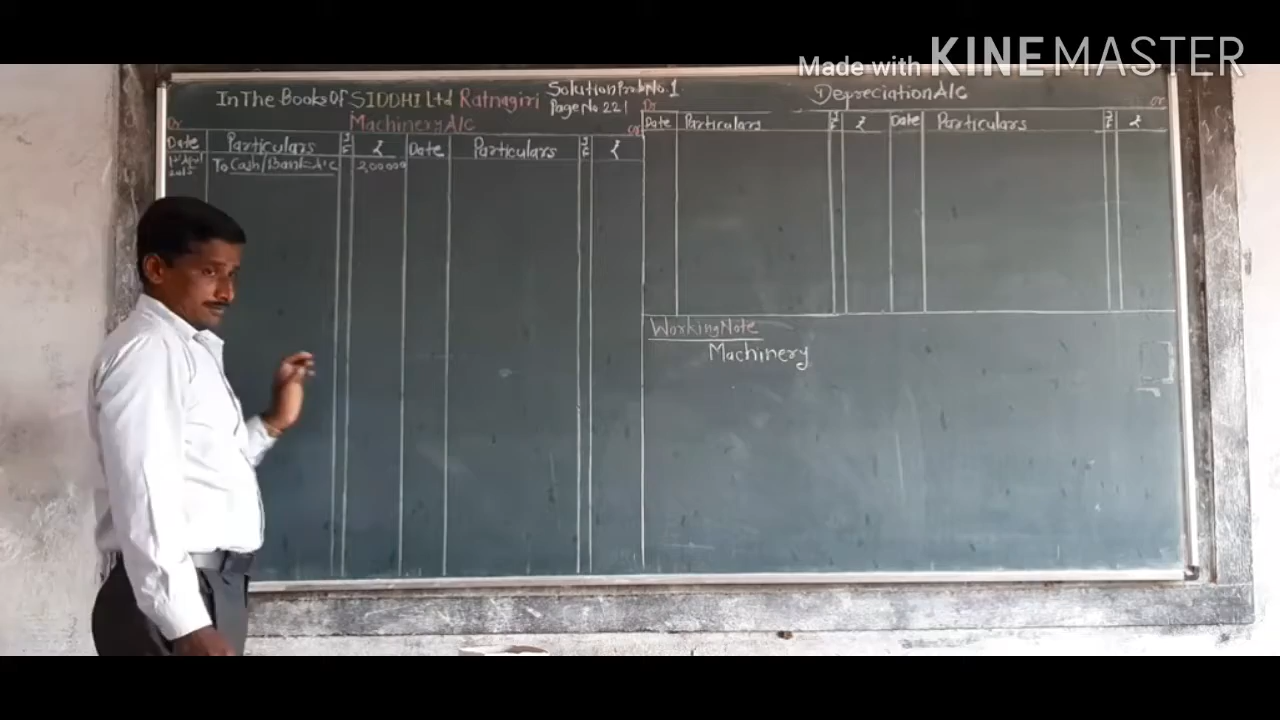 Made with KINEMASTER
In The Books Of SIDDHI Ltd Ratnagiri
Solution Prob No. 1
Page No 221
Machinery A/C
Dr
cr
Date Particulars J/F ₹ Date Particulars J/F ₹
To Cash/Bank A/C 2,00,000
Depreciation A/C
Dr
cr
Date Particulars J/F ₹ Date Particulars J/F ₹
Working Note
Machinery